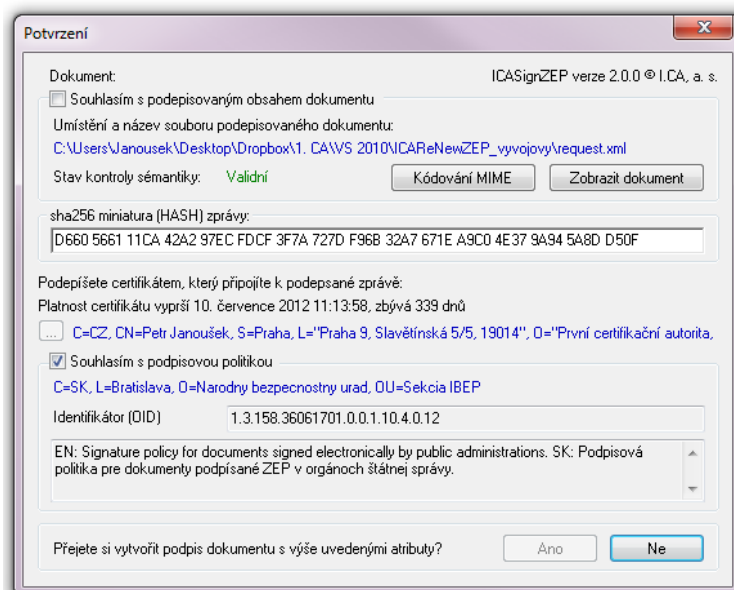 Potvrzení
Dokument: ICASignZEP verze 2.0.0 © I.CA, a. s.
Souhlasím s podepisovaným obsahem dokumentu
Umístění a název souboru podepisovaného dokumentu:
C:\Users\Janousek\Desktop\Dropbox\1. CA\VS 2010\ICAReNewZEP_vyvojovy\request.xml
Stav kontroly sémantiky: Validní Kódování MIME Zobrazit dokument
sha256 miniatura (HASH) zprávy:
D660 5661 11CA 42A2 97EC FDCF 3F7A 727D F96B 32A7 671E A9C0 4E37 9A94 5A8D D50F
Podepíšete certifikátem, který připojíte k podepsané zprávě:
Platnost certifikátu vyprší 10. července 2012 11:13:58, zbývá 339 dnů
... C=CZ, CN=Petr Janoušek, S=Praha, L="Praha 9, Slavětínská 5/5, 19014", O="První certifikační autorita,
Souhlasím s podpisovou politikou
C=SK, L=Bratislava, O=Narodny bezpecnostny urad, OU=Sekcia IBEP
Identifikátor (OID) 1.3.158.36061701.0.0.1.10.4.0.12
EN: Signature policy for documents signed electronically by public administrations. SK: Podpisová
politika pre dokumenty podpísané ZEP v orgánoch štátnej správy.
Přejete si vytvořit podpis dokumentu s výše uvedenými atributy? Ano Ne